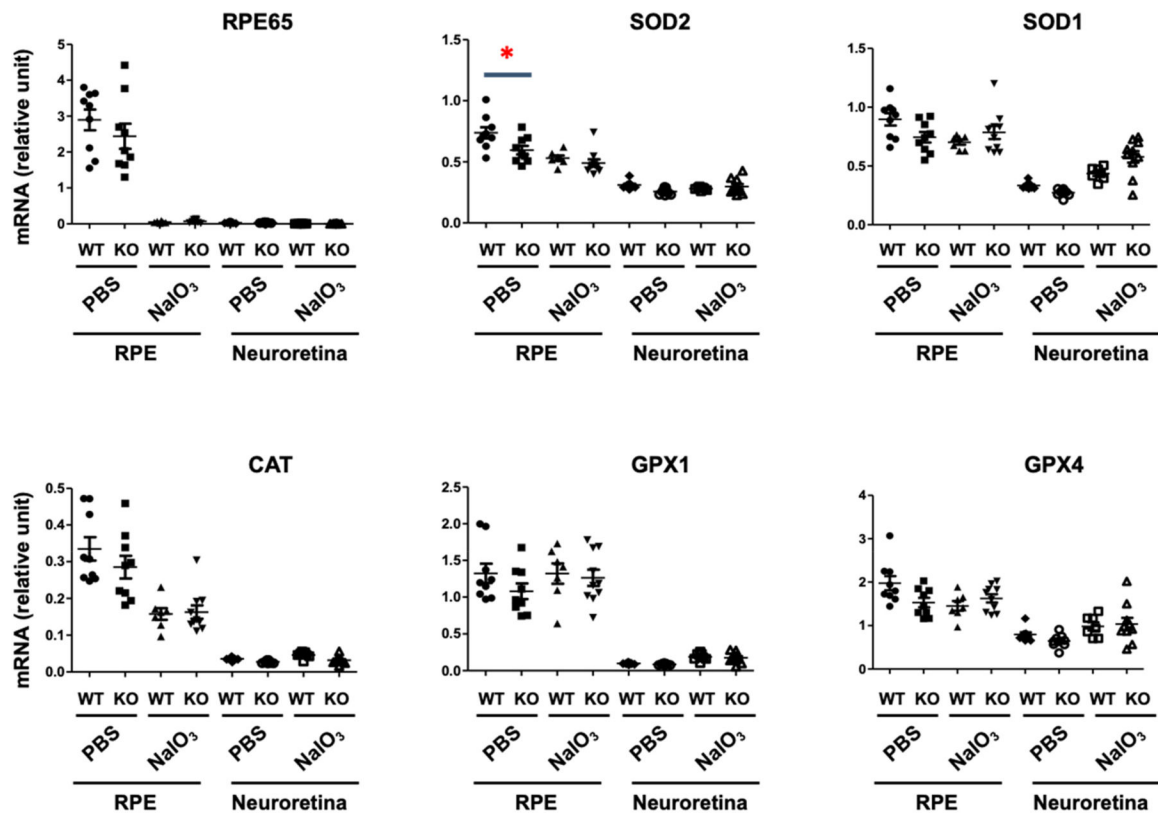 RPE65 SOD2 SOD1
mRNA (relative unit)
5
4
3
2
1
0
1.5
1.0
0.5
0.0
1.5
1.0
0.5
0.0
*
WT KO WT KO WT KO WT KO
PBS NaIO3 PBS NaIO3
RPE Neuroretina
WT KO WT KO WT KO WT KO
PBS NaIO3 PBS NaIO3
RPE Neuroretina
WT KO WT KO WT KO WT KO
PBS NaIO3 PBS NaIO3
RPE Neuroretina
CAT GPX1 GPX4
mRNA (relative unit)
0.5
0.4
0.3
0.2
0.1
0.0
2.5
2.0
1.5
1.0
0.5
0.0
4
3
2
1
0
WT KO WT KO WT KO WT KO
PBS NaIO3 PBS NaIO3
RPE Neuroretina
WT KO WT KO WT KO WT KO
PBS NaIO3 PBS NaIO3
RPE Neuroretina
WT KO WT KO WT KO WT KO
PBS NaIO3 PBS NaIO3
RPE Neuroretina